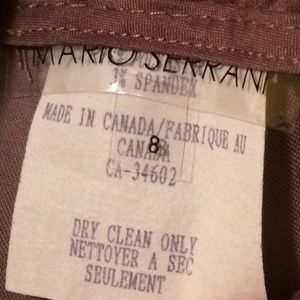 MARIO SERRANI
3% SPANDEX
MADE IN CANADA/FABRIQUE AU
CANADA
8
CA-34602
DRY CLEAN ONLY
NETTOYER A SEC
SEULEMENT